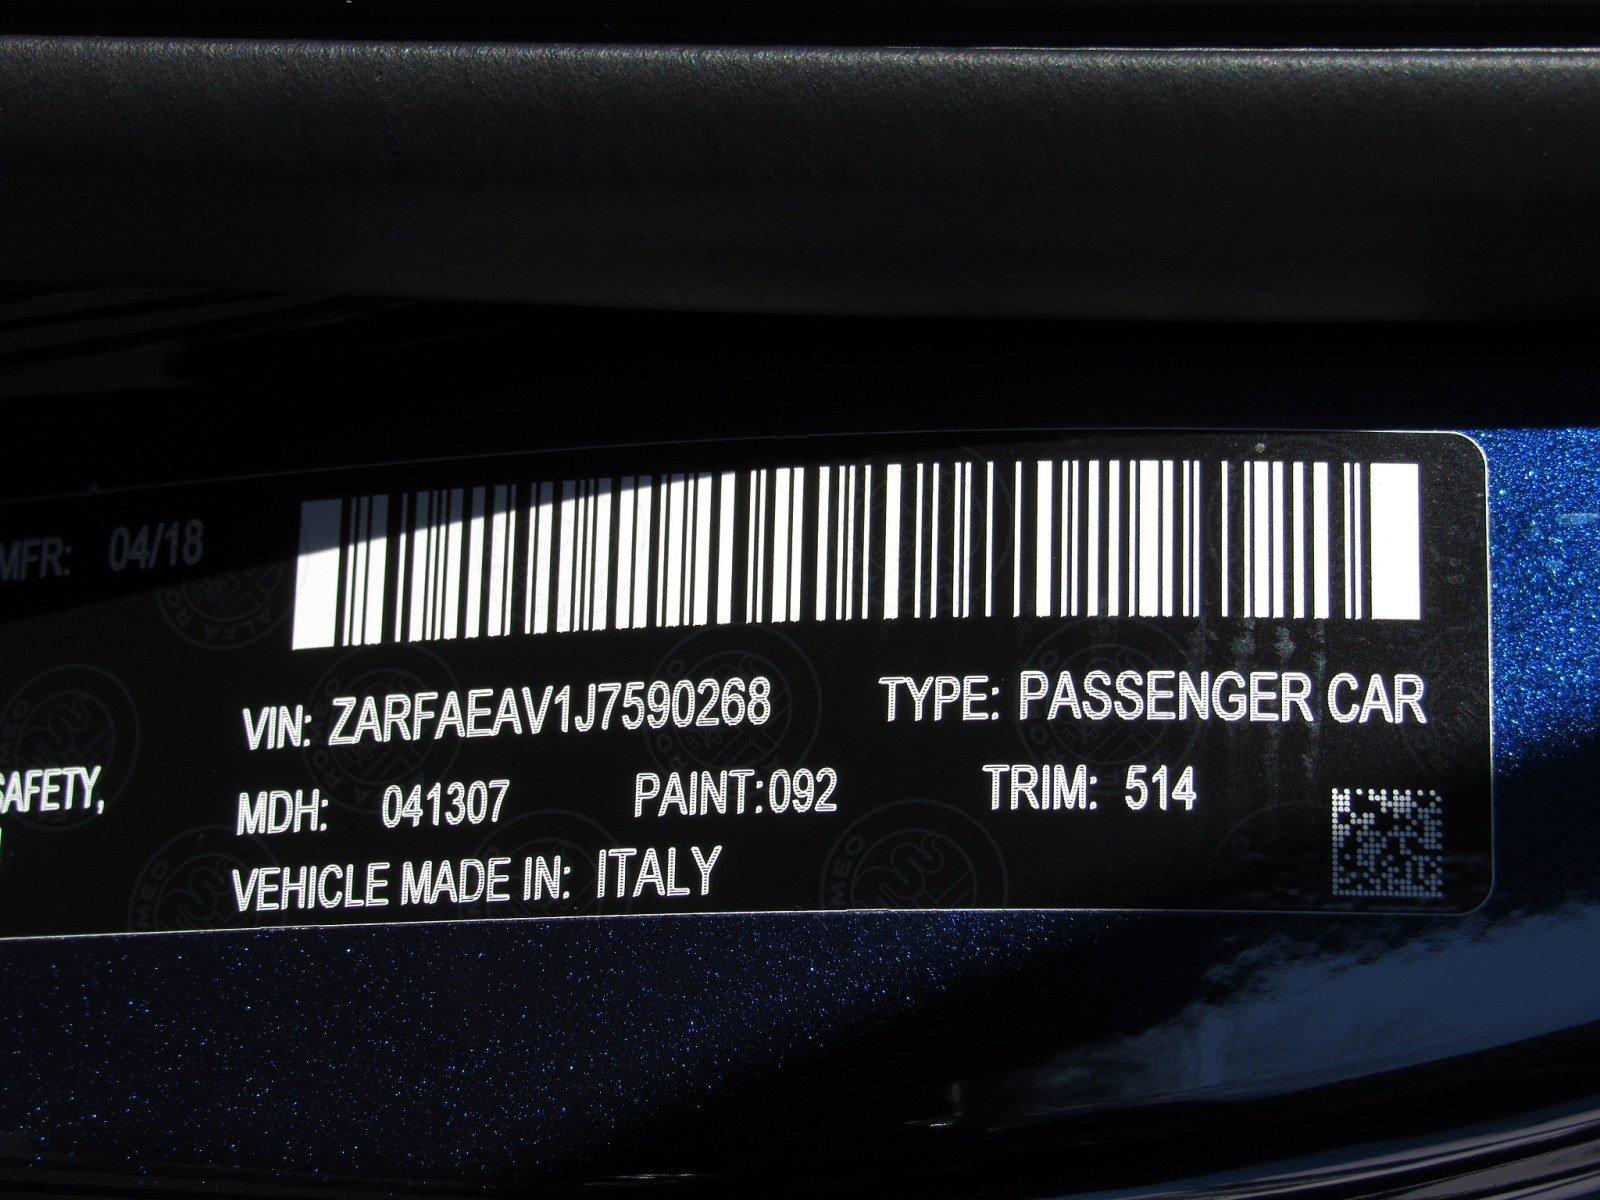 MFR: 04/18
VIN: ZARFAEAV1J7590268 TYPE: PASSENGER CAR
SAFETY,
MDH: 041307 PAINT:092 TRIM: 514
VEHICLE MADE IN: ITALY